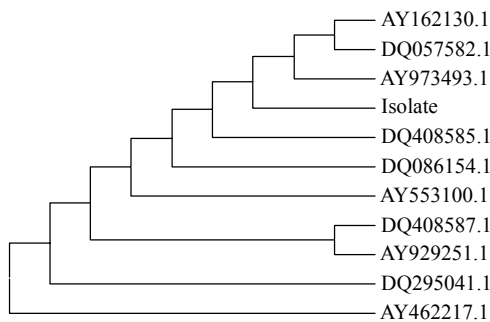 AY162130.1
DQ057582.1
AY973493.1
Isolate
DQ408585.1
DQ086154.1
AY553100.1
DQ408587.1
AY929251.1
DQ295041.1
AY462217.1